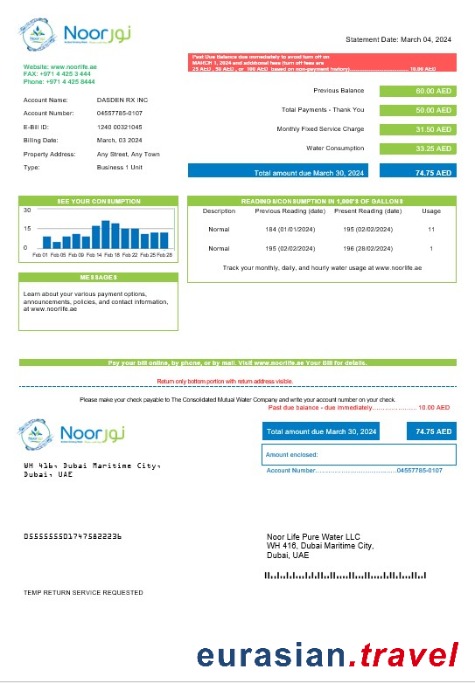 Noor نور
Statement Date: March 04, 2024
Website: www.noorlife.ae
FAX: +971 4 425 3 444
Phone: +971 4 425 8444
Past Due Balance due immediately to avoid turn off on
MARCH 1, 2024 and additional fees (turn off fees are
25 AED , 50 AED , or 100 AED based on non-payment history) 10.00 AED
Account Name: DASDEN RX INC
Account Number: 04557785-0107
E-Bill ID: 1240 00321045
Billing Date: March, 03 2024
Property Address: Any Street, Any Town
Type: Business 1 Unit
Previous Balance 60.00 AED
Total Payments - Thank You 50.00 AED
Monthly Fixed Service Charge 31.50 AED
Water Consumption 33.25 AED
Total amount due March 30, 2024 74.75 AED
SEE YOUR CONSUMPTION
30
15
0
Feb 01 Feb 05 Feb 09 Feb 14 Feb 18 Feb 22 Feb 25 Feb 28
READINGS/CONSUMPTION IN 1,000'S OF GALLONS
Description Previous Reading (date) Present Reading (date) Usage
Normal 184 (01/01/2024) 195 (02/02/2024) 11
Normal 195 (02/02/2024) 196 (28/02/2024) 1
Track your monthly, daily, and hourly water usage at www.noorlife.ae
MESSAGES
Learn about your various payment options,
announcements, policies, and contact information,
at www.noorlife.ae
Pay your bill online, by phone, or by mail. Visit www.noorlife.ae Your Bill for details.
Return only bottom portion with return address visible.
Please make your check payable to The Consolidated Mutual Water Company and write your account number on your check.
Past due balance - due immediately..................... 10.00 AED
Noor نور
Total amount due March 30, 2024 74.75 AED
Amount enclosed:
Account Number.....................................04557785-0107
WH 416, Dubai Maritime City,
Dubai, UAE
Noor Life Pure Water LLC
WH 416, Dubai Maritime City,
Dubai, UAE
TEMP RETURN SERVICE REQUESTED
eurasian.travel